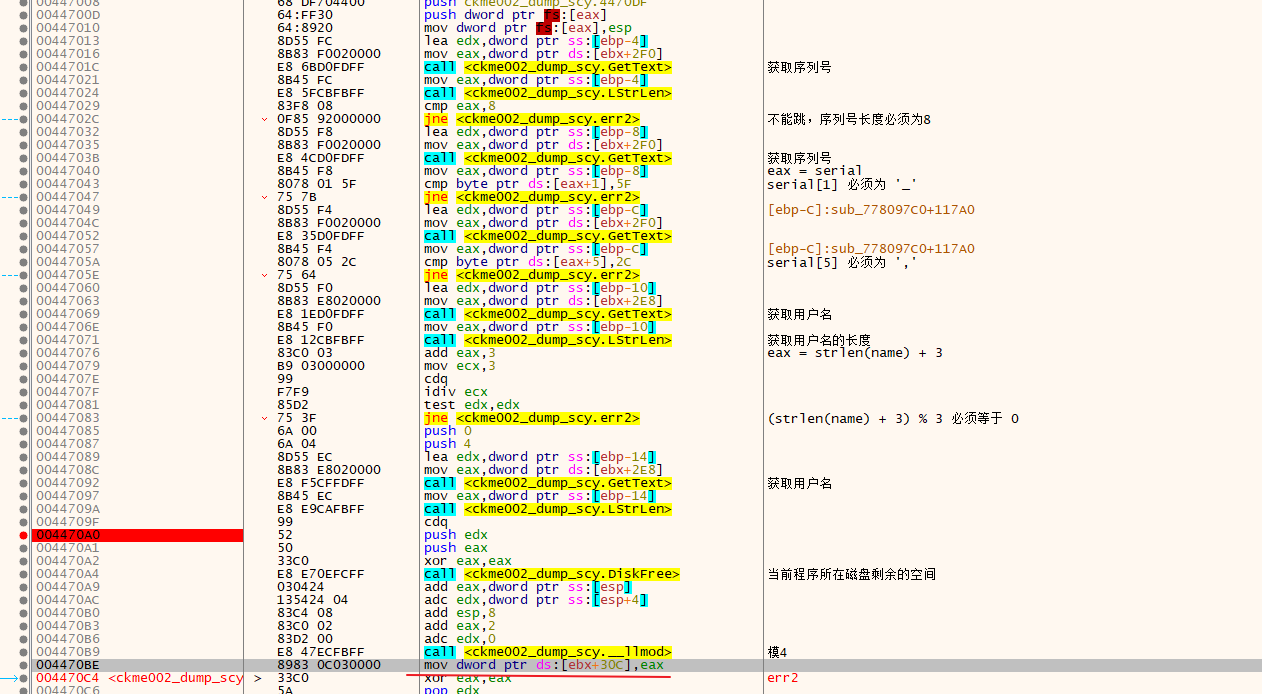 00447008 68 DF704400 push ckme002_dump_scy.4470DF
0044700D 64:FF30 push dword ptr fs:[eax]
00447010 64:8920 mov dword ptr fs:[eax],esp
00447013 8D55 FC lea edx,dword ptr ss:[ebp-4]
00447016 8B83 F0020000 mov eax,dword ptr ds:[ebx+2F0]
0044701C E8 6BD0FDFF call <ckme002_dump_scy.GetText> 获取序列号
00447021 8B45 FC mov eax,dword ptr ss:[ebp-4]
00447024 E8 5FCBFBFF call <ckme002_dump_scy.LStrLen>
00447029 83F8 08 cmp eax,8
0044702C 0F85 92000000 jne <ckme002_dump_scy.err2> 不能跳，序列号长度必须为8
00447032 8D55 F8 lea edx,dword ptr ss:[ebp-8]
00447035 8B83 F0020000 mov eax,dword ptr ds:[ebx+2F0]
0044703B E8 4CD0FDFF call <ckme002_dump_scy.GetText> 获取序列号
00447040 8B45 F8 mov eax,dword ptr ss:[ebp-8] eax = serial
00447043 8078 01 5F cmp byte ptr ds:[eax+1],5F serial[1] 必须为 '_'
00447047 75 7B jne <ckme002_dump_scy.err2>
00447049 8D55 F4 lea edx,dword ptr ss:[ebp-C] [ebp-C]:sub_778097C0+117A0
0044704C 8B83 F0020000 mov eax,dword ptr ds:[ebx+2F0]
00447052 E8 35D0FDFF call <ckme002_dump_scy.GetText>
00447057 8B45 F4 mov eax,dword ptr ss:[ebp-C] [ebp-C]:sub_778097C0+117A0
0044705A 8078 05 2C cmp byte ptr ds:[eax+5],2C serial[5] 必须为 ','
0044705E 75 64 jne <ckme002_dump_scy.err2>
00447060 8D55 F0 lea edx,dword ptr ss:[ebp-10]
00447063 8B83 E8020000 mov eax,dword ptr ds:[ebx+2E8]
00447069 E8 1ED0FDFF call <ckme002_dump_scy.GetText> 获取用户名
0044706E 8B45 F0 mov eax,dword ptr ss:[ebp-10]
00447071 E8 12CBFBFF call <ckme002_dump_scy.LStrLen> 获取用户名的长度
00447076 83C0 03 add eax,3 eax = strlen(name) + 3
00447079 B9 03000000 mov ecx,3
0044707E 99 cdq
0044707F F7F9 idiv ecx
00447081 85D2 test edx,edx
00447083 75 3F jne <ckme002_dump_scy.err2> (strlen(name) + 3) % 3 必须等于 0
00447085 6A 00 push 0
00447087 6A 04 push 4
00447089 8D55 EC lea edx,dword ptr ss:[ebp-14]
0044708C 8B83 E8020000 mov eax,dword ptr ds:[ebx+2E8]
00447092 E8 F5CFFDFF call <ckme002_dump_scy.GetText> 获取用户名
00447097 8B45 EC mov eax,dword ptr ss:[ebp-14]
0044709A E8 E9CAFBFF call <ckme002_dump_scy.LStrLen>
0044709F 99 cdq
004470A0 52 push edx
004470A1 50 push eax
004470A2 33C0 xor eax,eax
004470A4 E8 E70EFCFF call <ckme002_dump_scy.DiskFree> 当前程序所在磁盘剩余的空间
004470A9 030424 add eax,dword ptr ss:[esp]
004470AC 135424 04 adc edx,dword ptr ss:[esp+4]
004470B0 83C4 08 add esp,8
004470B3 83C0 02 add eax,2
004470B6 83D2 00 adc edx,0
004470B9 E8 47ECFBFF call <ckme002_dump_scy.__llmod> 模4
004470BE 8983 0C030000 mov dword ptr ds:[ebx+30C],eax
004470C4 <ckme002_dump_scy > 33C0 xor eax,eax err2
004470C6 5A pop edx